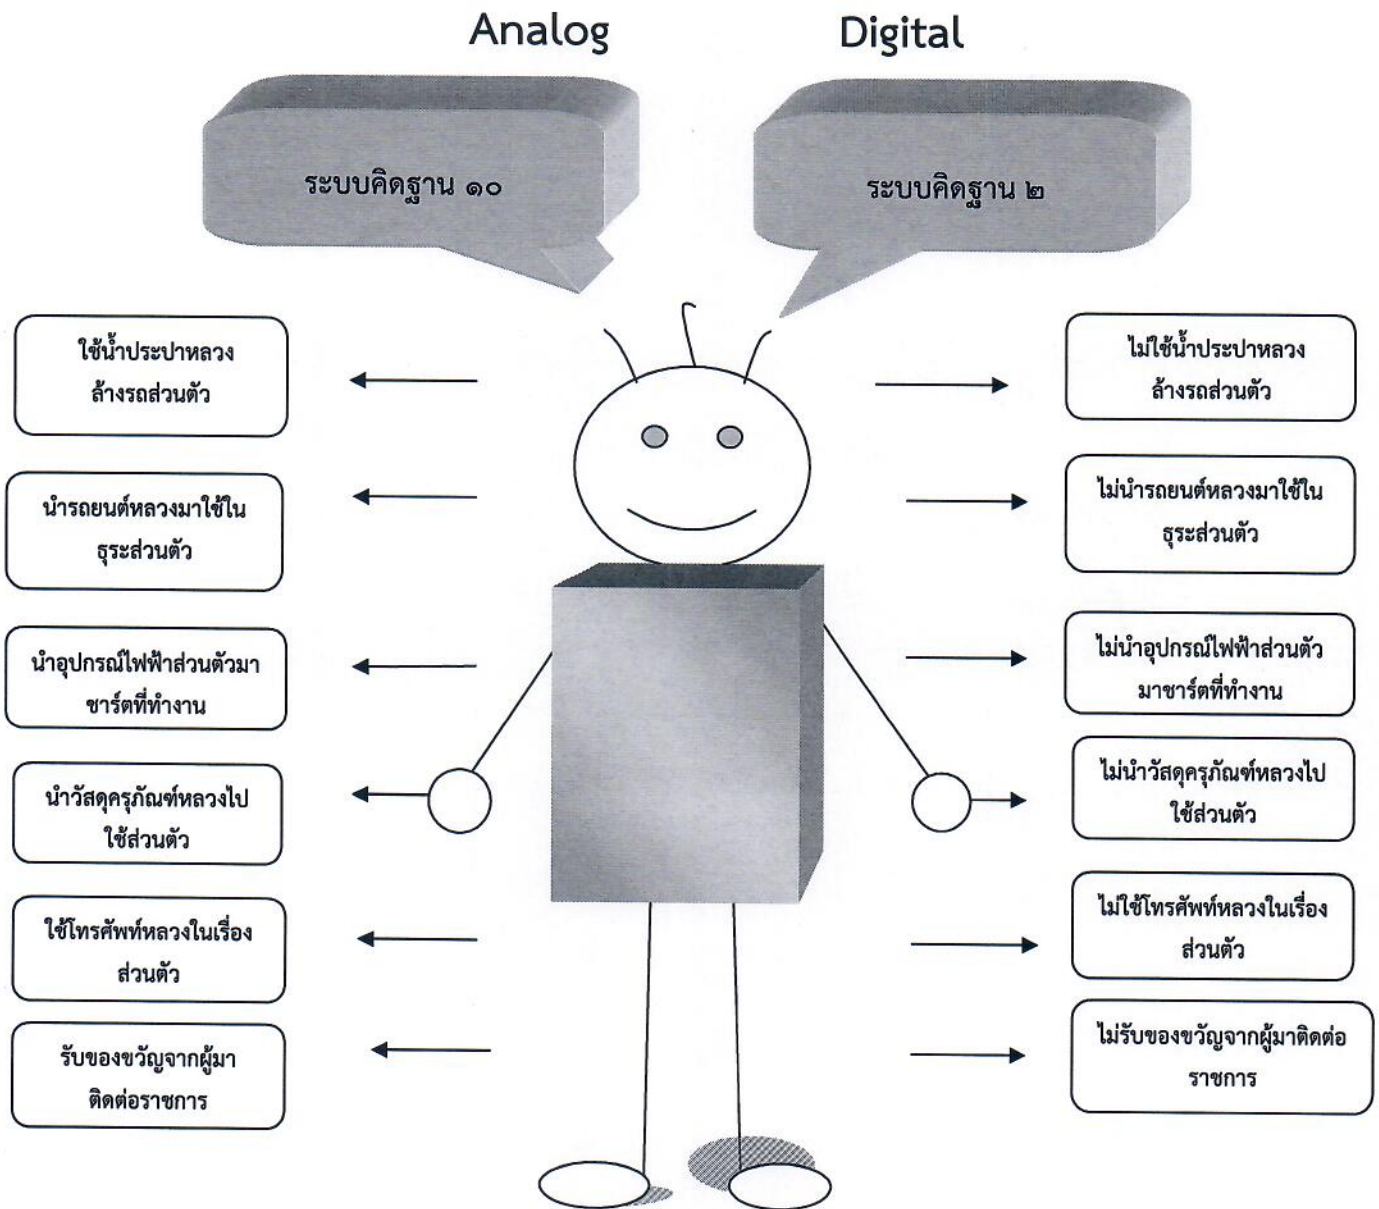 Analog
Digital
ระบบคิดฐาน ๑๐
ระบบคิดฐาน ๒
ใช้น้ำประปาหลวง
ล้างรถส่วนตัว
ไม่ใช้น้ำประปาหลวง
ล้างรถส่วนตัว
นำรถยนต์หลวงมาใช้ใน
ธุระส่วนตัว
ไม่นำรถยนต์หลวงมาใช้ใน
ธุระส่วนตัว
นำอุปกรณ์ไฟฟ้าส่วนตัวมา
ชาร์ตที่ทำงาน
ไม่นำอุปกรณ์ไฟฟ้าส่วนตัว
มาชาร์ตที่ทำงาน
นำวัสดุครุภัณฑ์หลวงไป
ใช้ส่วนตัว
ไม่นำวัสดุครุภัณฑ์หลวงไป
ใช้ส่วนตัว
ใช้โทรศัพท์หลวงในเรื่อง
ส่วนตัว
ไม่ใช้โทรศัพท์หลวงในเรื่อง
ส่วนตัว
รับของขวัญจากผู้มา
ติดต่อราชการ
ไม่รับของขวัญจากผู้มาติดต่อ
ราชการ